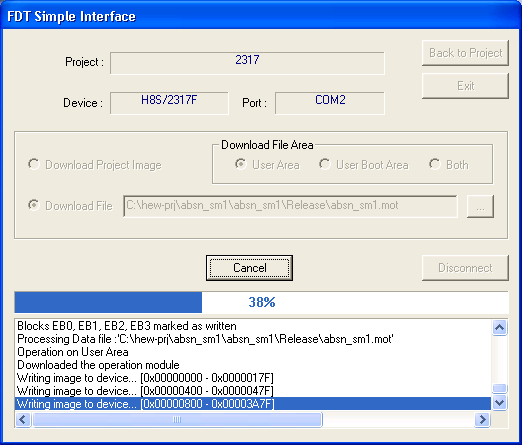 FDT Simple Interface
Project : 2317
Back to Project
Device : H8S/2317F Port : COM2
Exit
Download File Area
Download Project Image User Area User Boot Area Both
Download File C:\new-prj\absn_sm1\absn_sm1\Release\absn_sm1.mot ...
Cancel Disconnect
38%
Blocks EB0, EB1, EB2, EB3 marked as written
Processing Data file :'C:\new-prj\absn_sm1\absn_sm1\Release\absn_sm1.mot'
Operation on User Area
Downloaded the operation module
Writing image to device... [0x00000000 - 0x0000017F]
Writing image to device... [0x00000400 - 0x0000047F]
Writing image to device... [0x00000800 - 0x00003A7F]